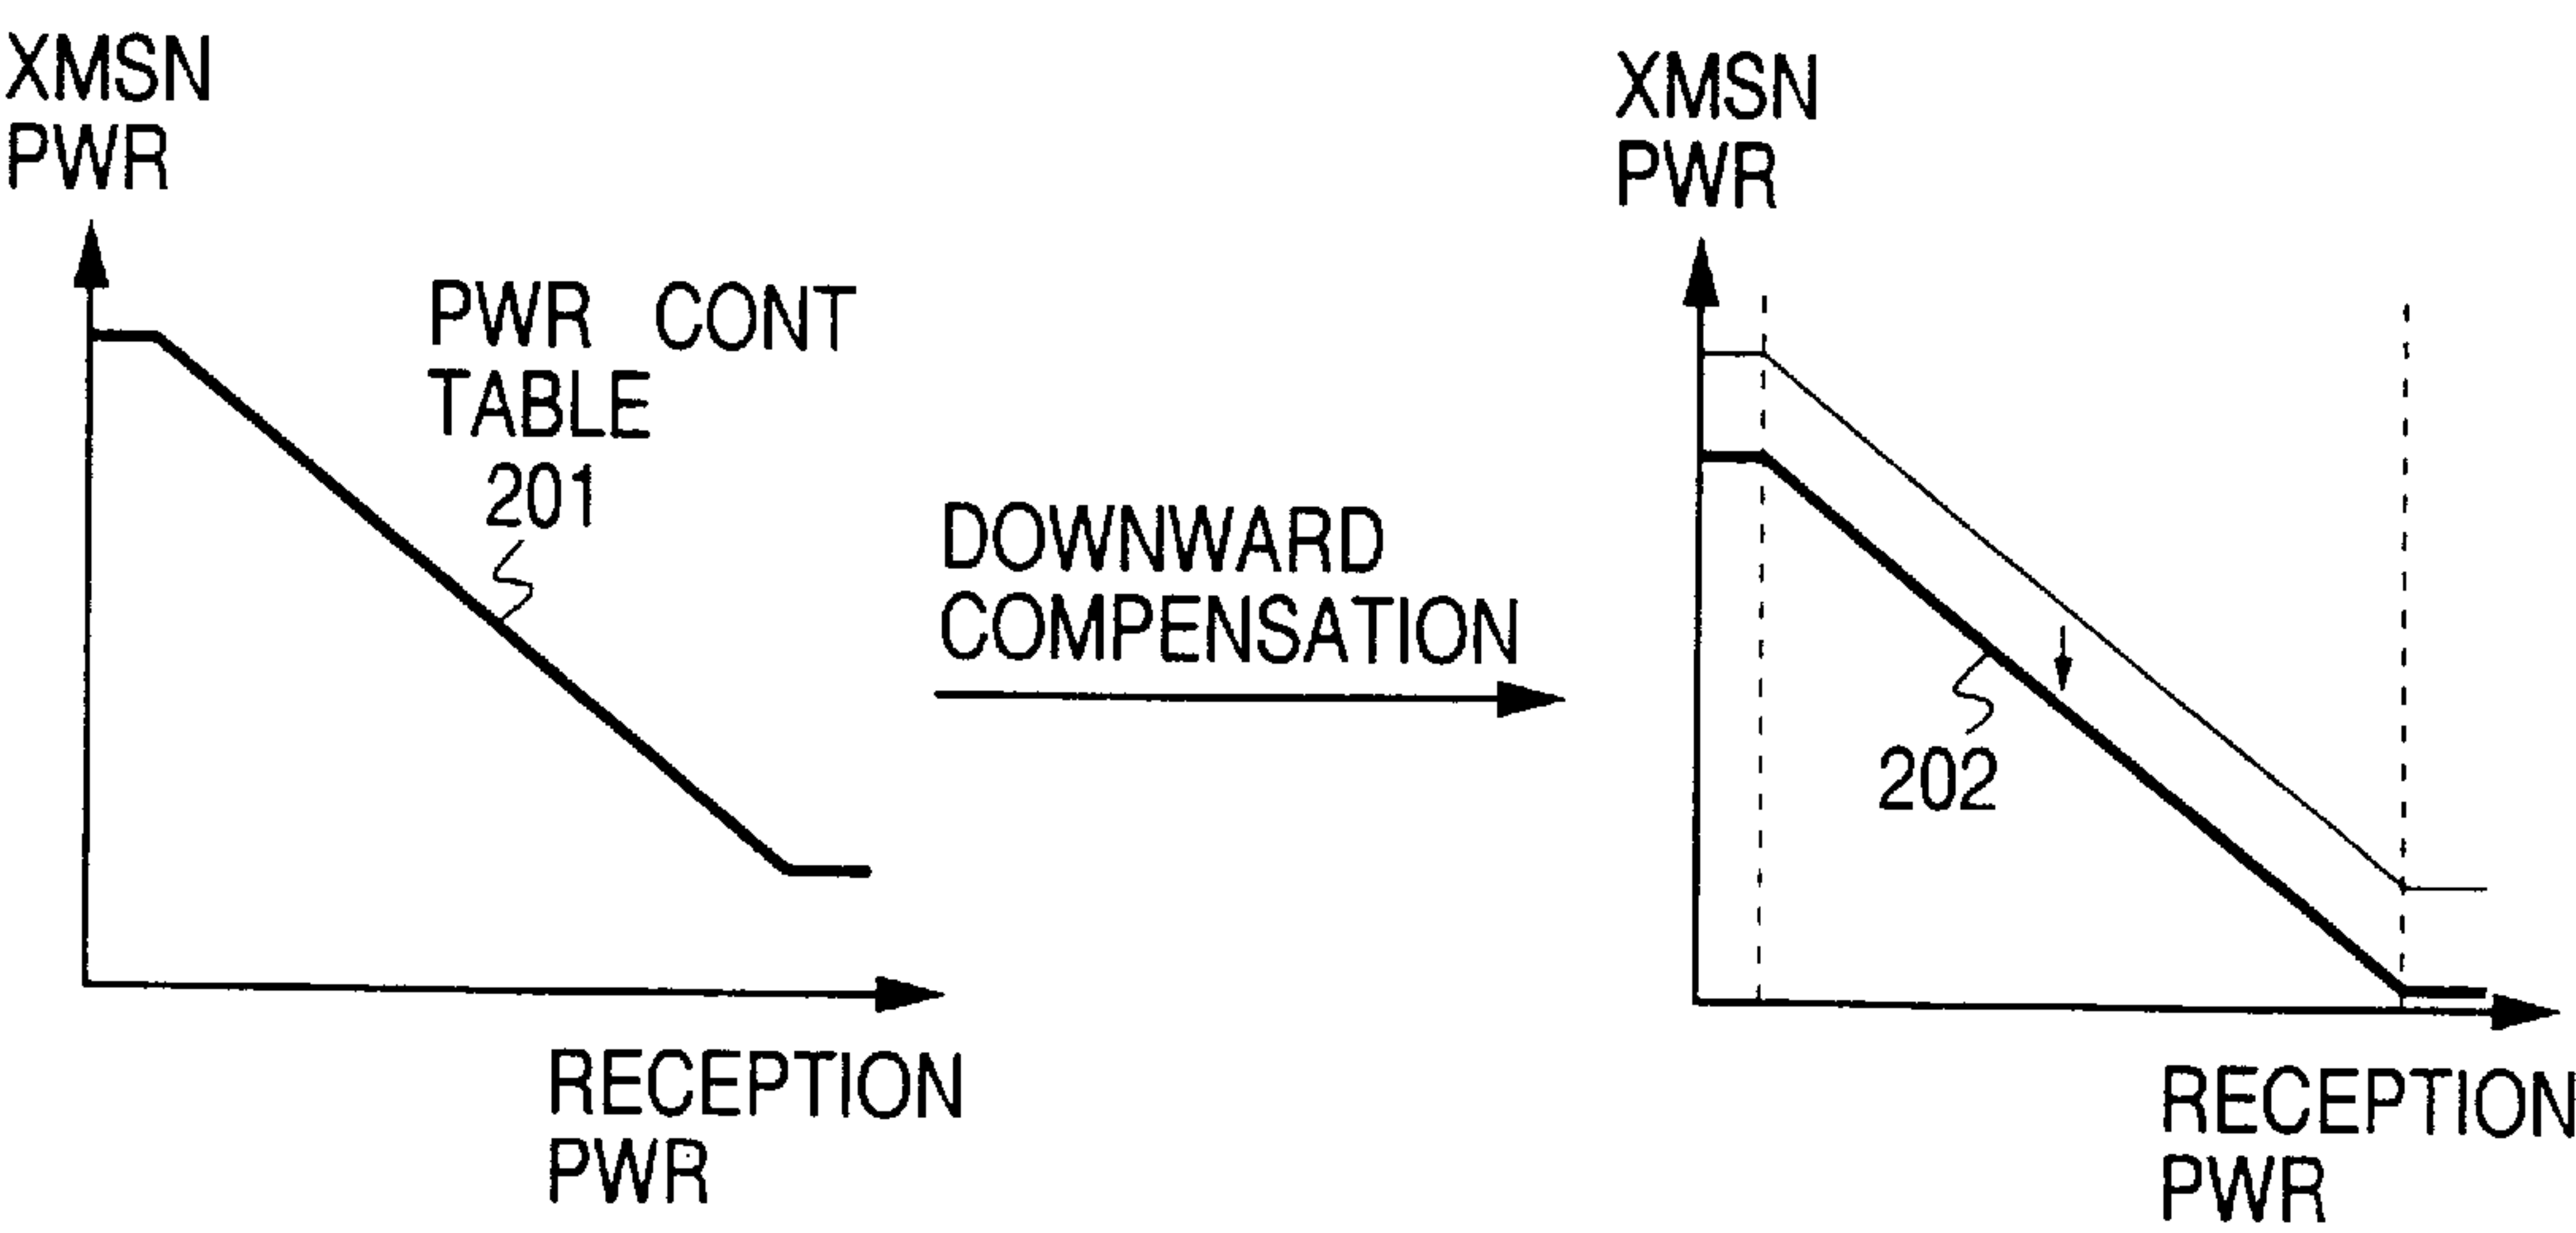 XMSN
PWR
PWR CONT
TABLE
201
RECEPTION
PWR
DOWNWARD
COMPENSATION
XMSN
PWR
202
RECEPTION
PWR